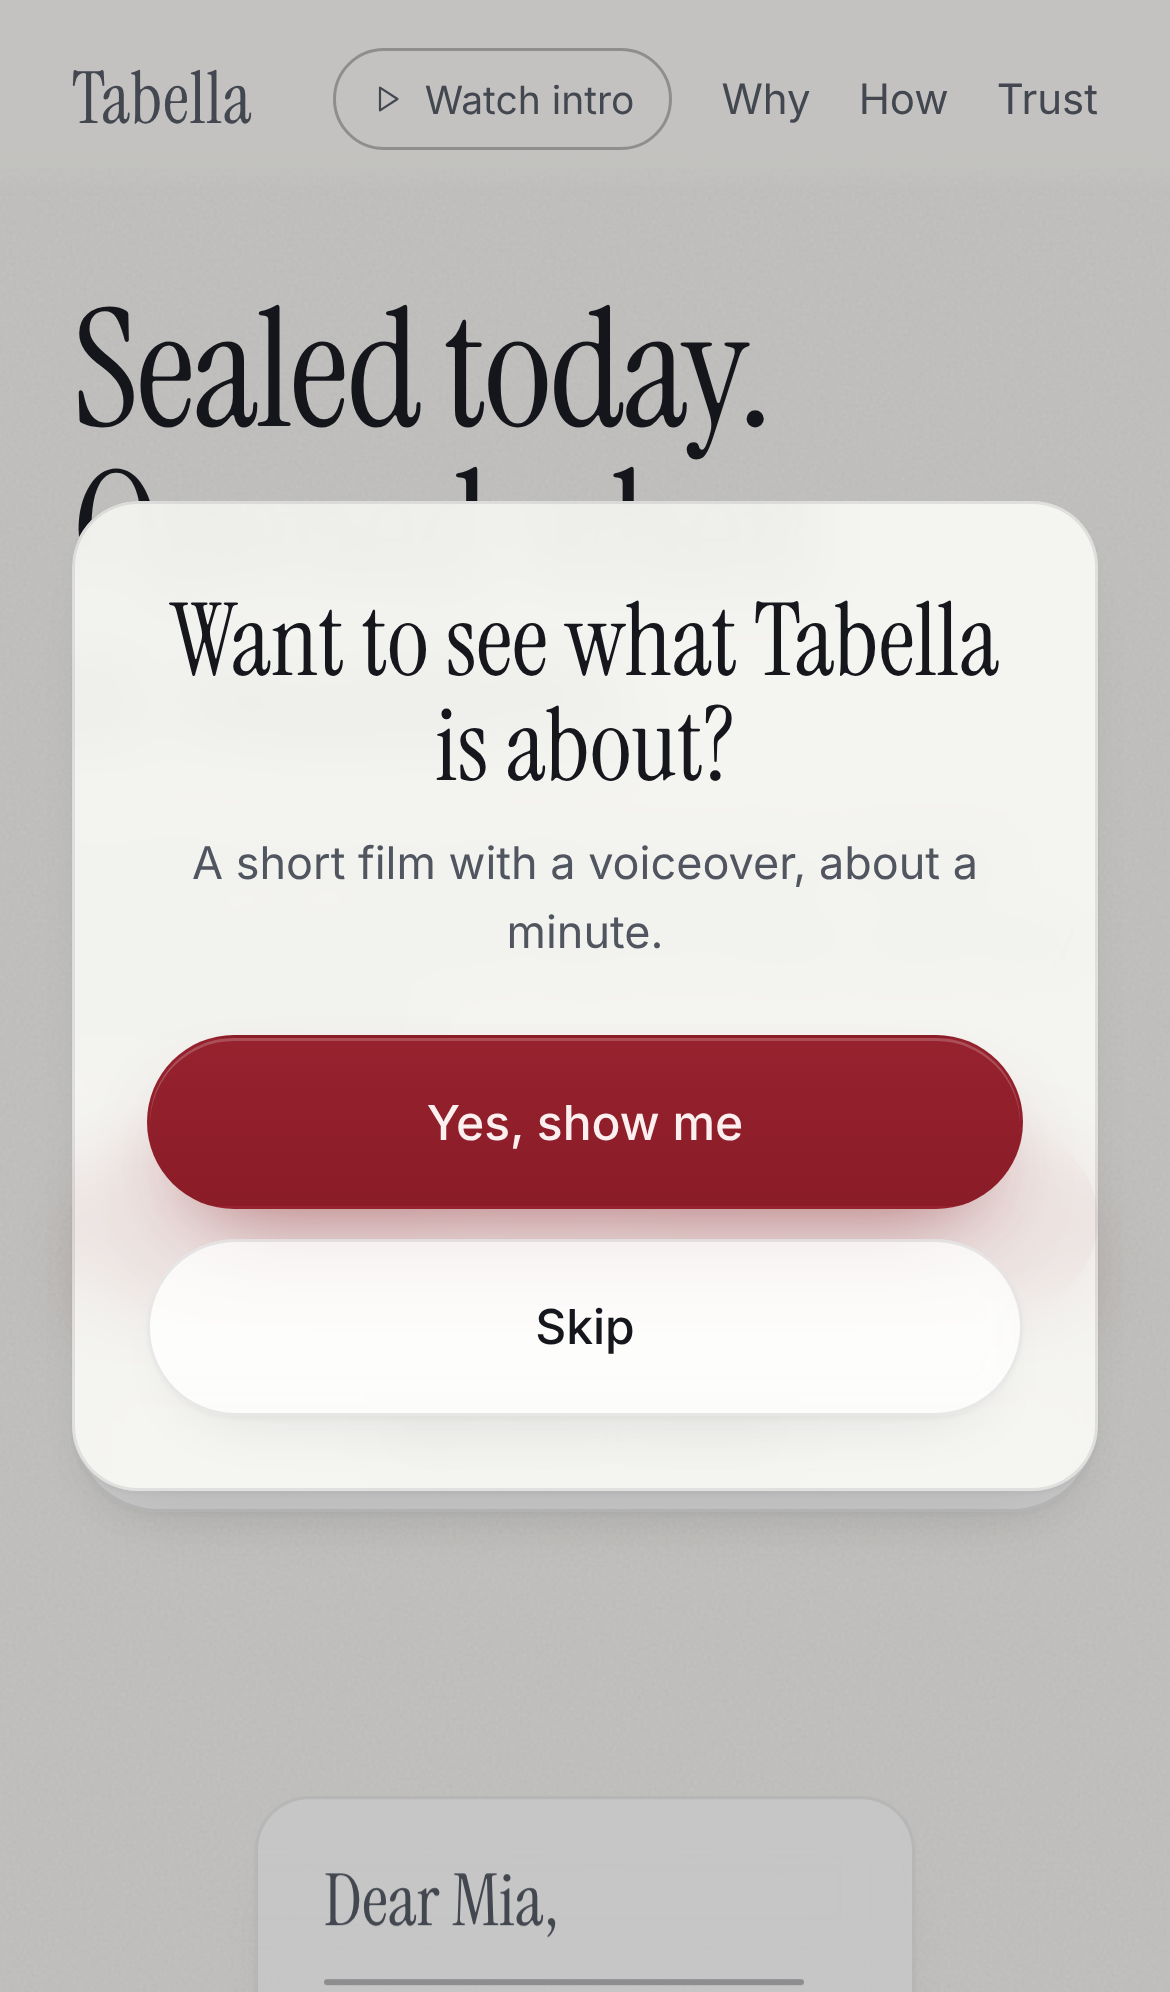 Tabella
Watch intro
Why
How
Trust
Sealed today.
Want to see what Tabella
is about?
A short film with a voiceover, about a
minute.
Yes, show me
Skip
Dear Mia,